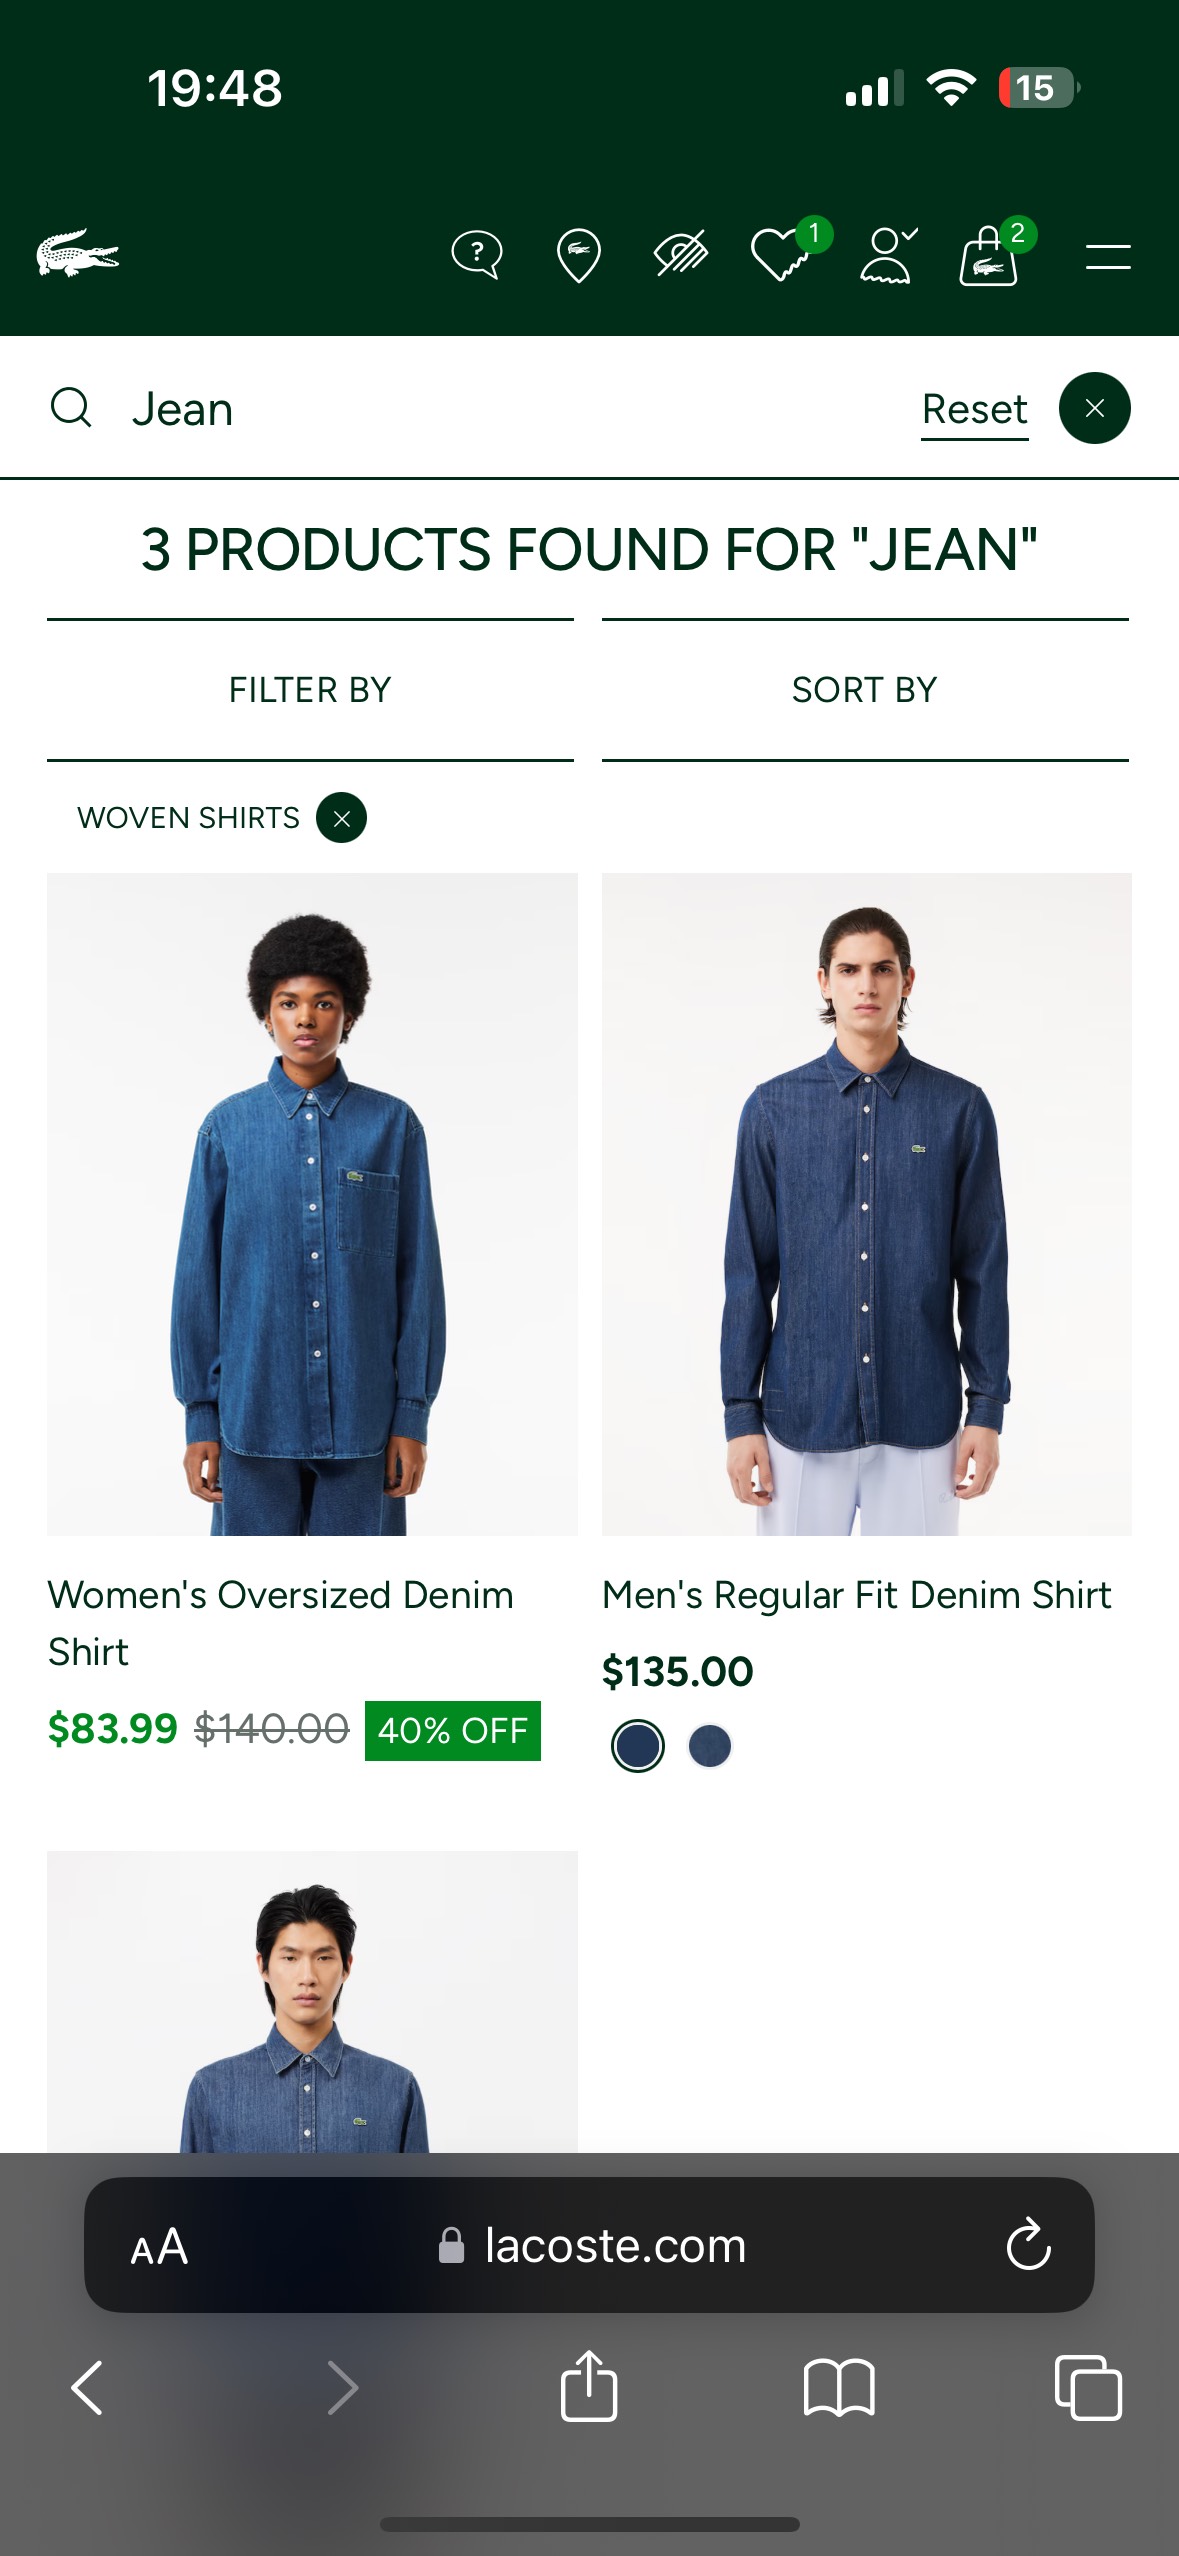 19:48
15
?
1
2
Jean
Reset
3 PRODUCTS FOUND FOR "JEAN"
FILTER BY
SORT BY
WOVEN SHIRTS
Women's Oversized Denim
Shirt
$83.99 $140.00 40% OFF
Men's Regular Fit Denim Shirt
$135.00
AA
lacoste.com